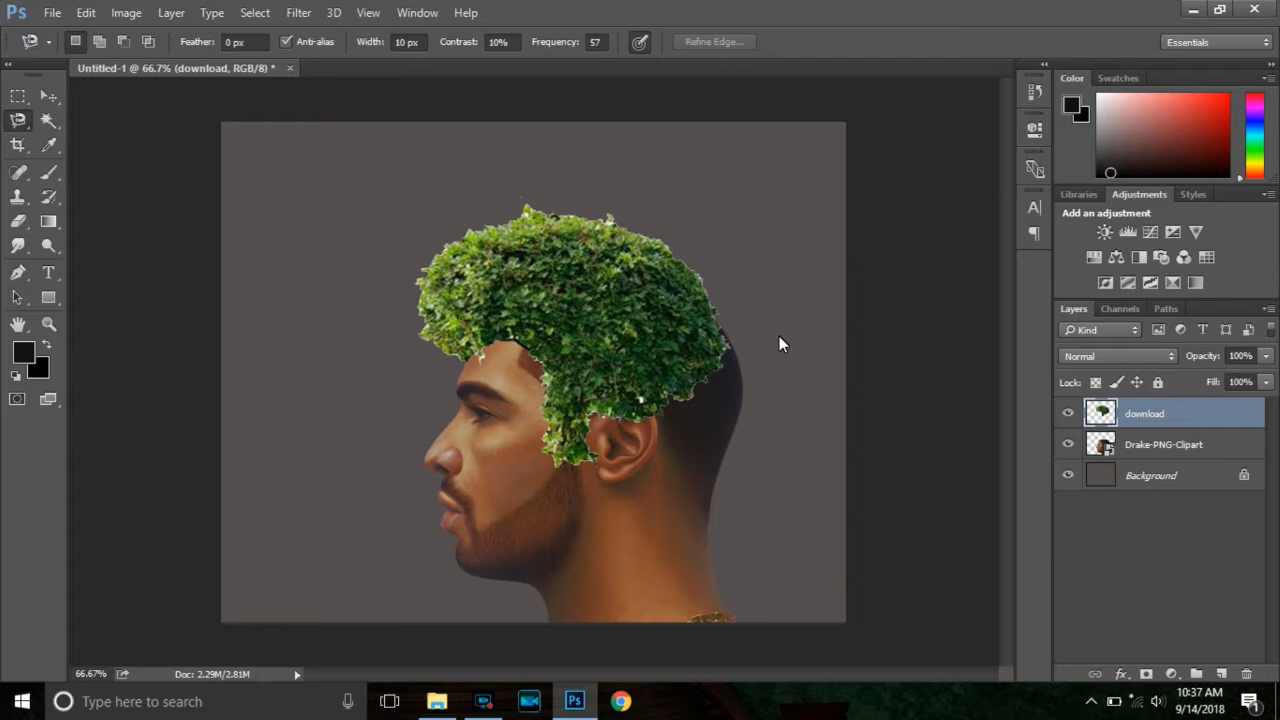 Ps File Edit Image Layer Type Select Filter 3D View Window Help
Feather: 0 px Anti-alias Width: 10 px Contrast: 10% Frequency: 57 Refine Edge... Essentials
Untitled-1 @ 66.7% (download, RGB/8) *
Color Swatches
Libraries Adjustments Styles
Add an adjustment
Layers Channels Paths
Kind
Normal Opacity: 100%
Lock: Fill: 100%
download
Drake-PNG-Clipart
Background
66.67% Doc: 2.29M/2.81M
Type here to search
Ps
10:37 AM
9/14/2018
1